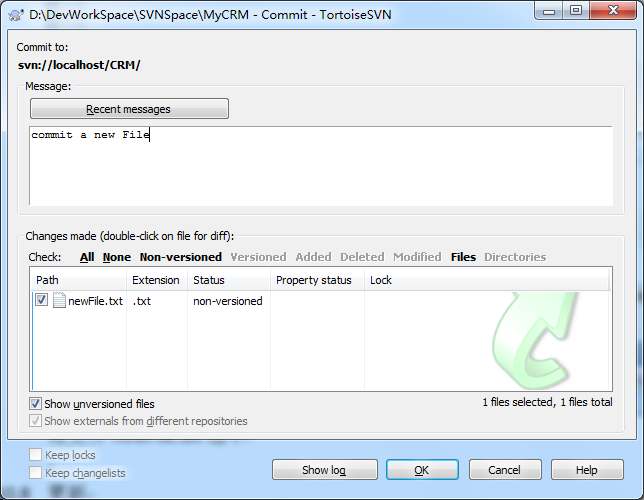 D:\DevWorkSpace\SVNSpace\MyCRM - Commit - TortoiseSVN
Commit to:
svn://localhost/CRM/
Message:
Recent messages
commit a new File
Changes made (double-click on file for diff):
Check: All None Non-versioned Versioned Added Deleted Modified Files Directories
Path Extension Status Property status Lock
newFile.txt .txt non-versioned
Show unversioned files 1 files selected, 1 files total
Show externals from different repositories
Keep locks
Keep changelists
Show log OK Cancel Help